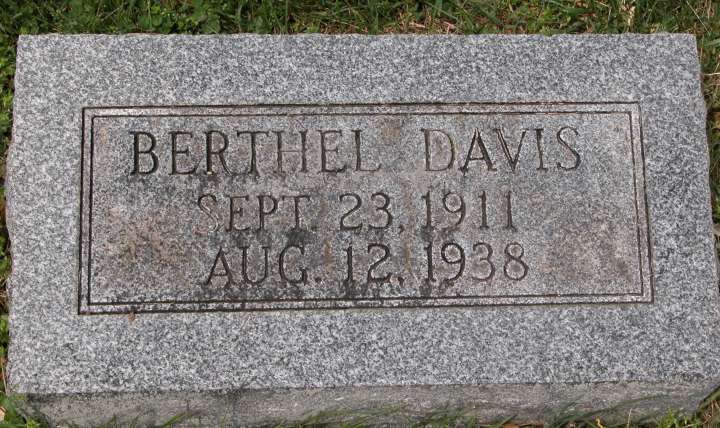 BERTHEL DAVIS
SEPT. 23, 1911
AUG. 12, 1938